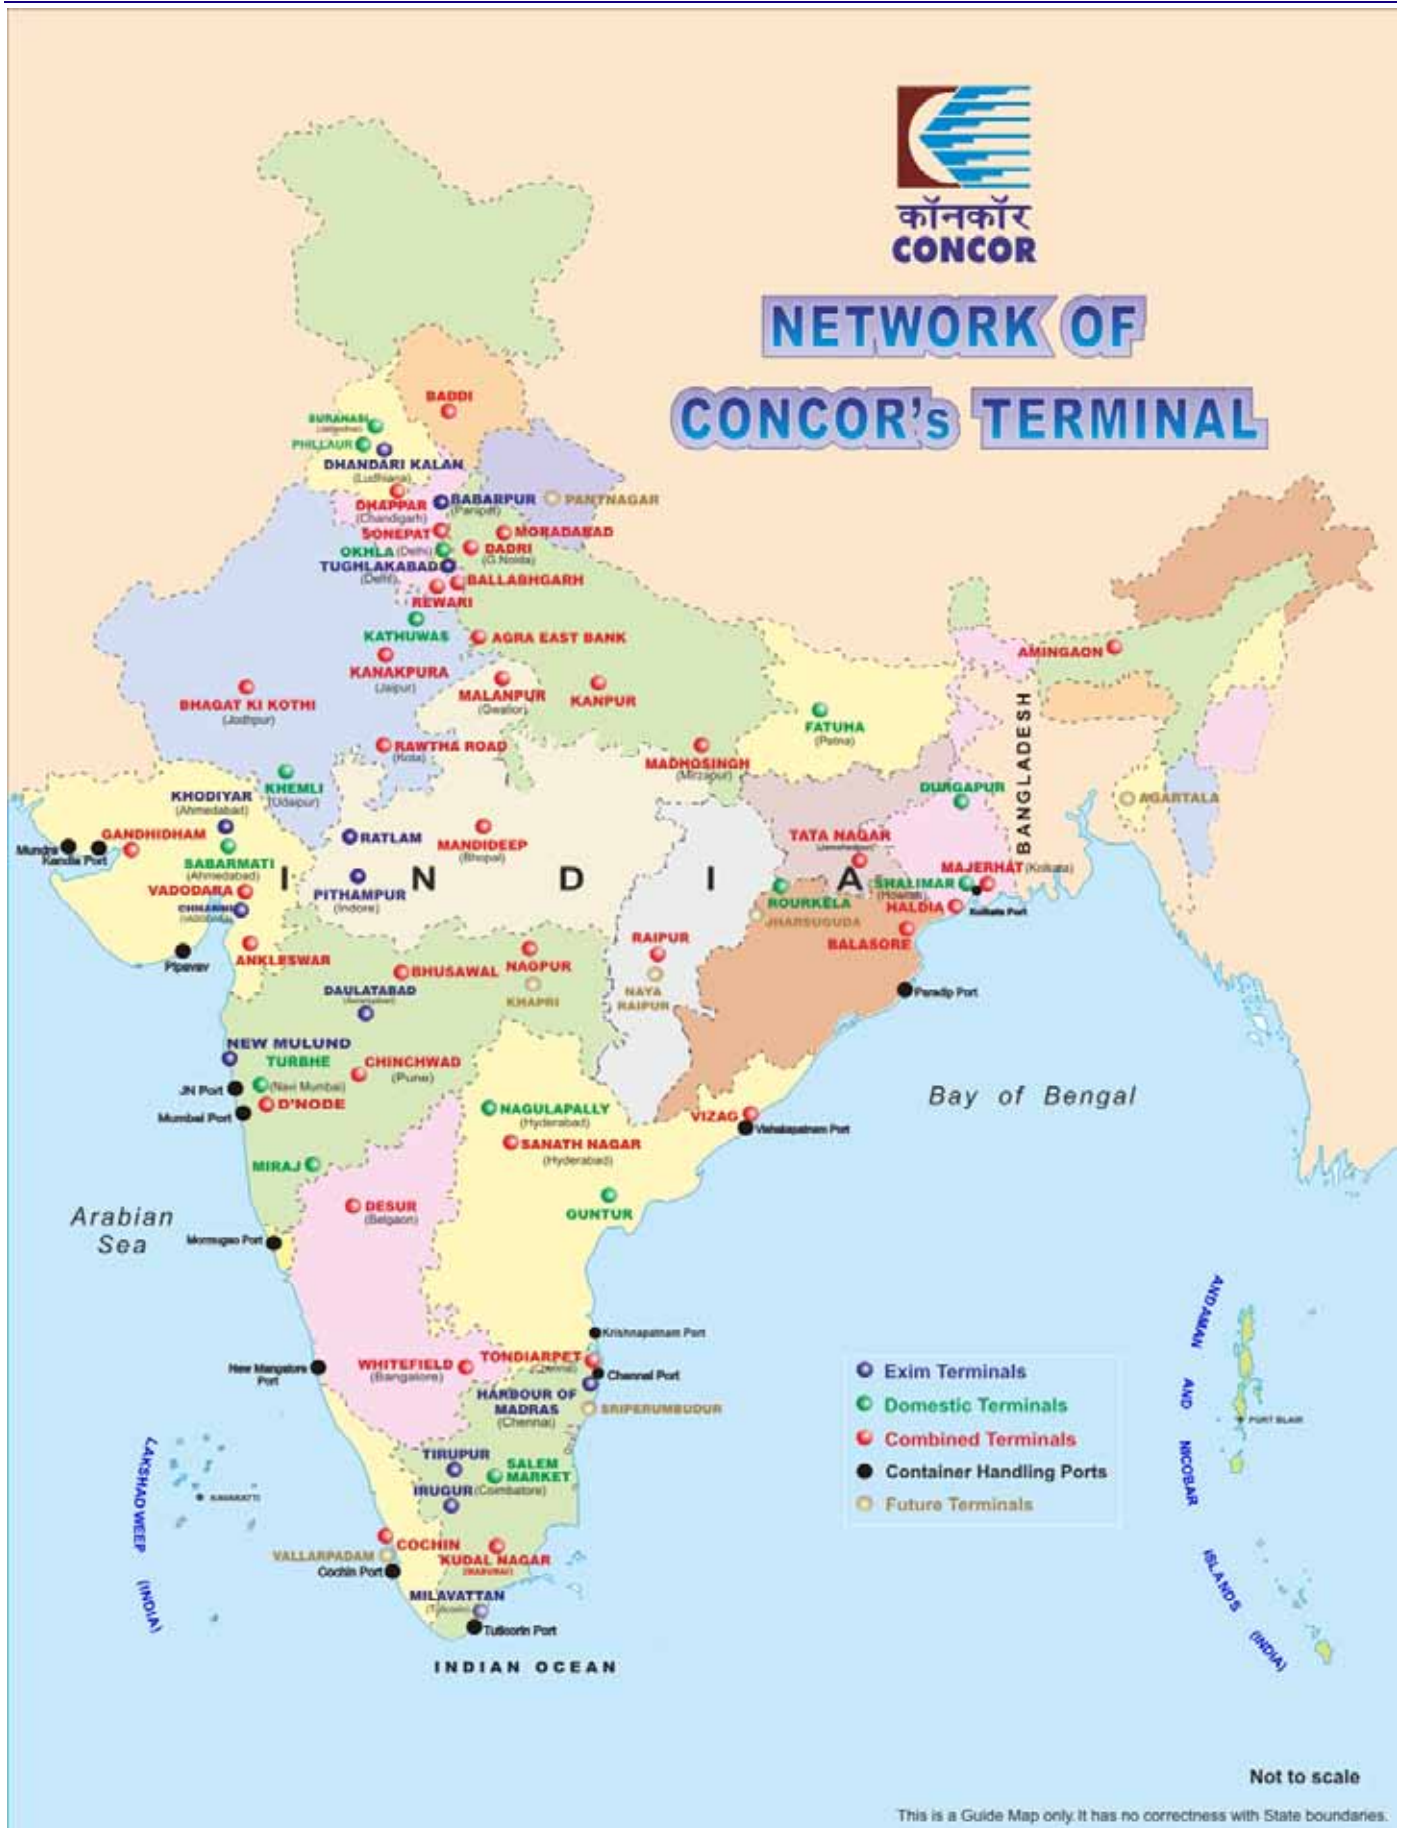 कॉनकॉर
CONCOR
NETWORK OF
CONCOR's TERMINAL
BADDI
SURANASI
PHILLAUR
DHANDARI KALAN
(Ludhiana)
DHAPPAR
(Chandigarh)
BABARPUR
(Panipat)
PANTNAGAR
SONEPAT
MORADABAD
OKHLA (Delhi)
DADRI
(G.Noida)
TUGHLAKABAD
(Delhi)
BALLABHGARH
REWARI
KATHUWAS
AGRA EAST BANK
AMINGAON
KANAKPURA
(Jaipur)
MALANPUR
(Gwalior)
KANPUR
BHAGAT KI KOTHI
(Jodhpur)
FATUHA
(Patna)
RAWTHA ROAD
(Kota)
MADHOSINGH
(Mirzapur)
BANGLADESH
KHEMLI
(Udaipur)
DURGAPUR
AGARTALA
KHODIYAR
(Ahmedabad)
GANDHIDHAM
RATLAM
MANDIDEEP
(Bhopal)
TATA NAGAR
Mundra
Kandla Port
SABARMATI
(Ahmedabad)
MAJERHAT (Kolkata)
INDIA
VADODARA
PITHAMPUR
(Indore)
SHALIMAR
(Howrah)
ROURKELA
HALDIA
Kolkata Port
JHARSUGUDA
RAIPUR
BALASORE
ANKLESWAR
Pipavav
BHUSAWAL
NAGPUR
DAULATABAD
KHAPRI
NAYA
RAIPUR
Paradip Port
NEW MULUND
TURBHE
(Navi Mumbai)
CHINCHWAD
(Pune)
JN Port
D'NODE
Mumbai Port
NAGULAPALLY
(Hyderabad)
VIZAG
Vishakapatnam Port
Bay of Bengal
SANATH NAGAR
(Hyderabad)
MIRAJ
DESUR
(Belgaon)
GUNTUR
Arabian
Sea
Mormugao Port
Krishnapatnam Port
New Mangalore
Port
WHITEFIELD
(Bangalore)
TONDIARPET
(Chennai)
Chennai Port
HARBOUR OF
MADRAS
(Chennai)
SRIPERUMBUDUR
TIRUPUR
SALEM
MARKET
IRUGUR (Coimbatore)
COCHIN
VALLARPADAM
Cochin Port
KUDAL NAGAR
(MADURAI)
MILAVATTAN
(Tuticorin)
Tuticorin Port
INDIAN OCEAN
LAKSHADWEEP (INDIA)
KAVARATTI
ANDAMAN AND NICOBAR ISLANDS (INDIA)
PORT BLAIR
Exim Terminals
Domestic Terminals
Combined Terminals
Container Handling Ports
Future Terminals
Not to scale
This is a Guide Map only. It has no correctness with State boundaries.